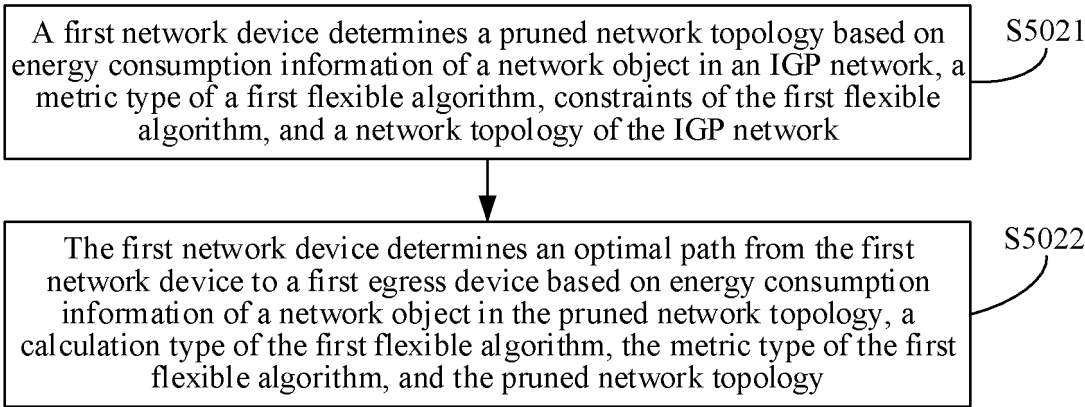 A first network device determines a pruned network topology based on
energy consumption information of a network object in an IGP network, a
metric type of a first flexible algorithm, constraints of the first flexible
algorithm, and a network topology of the IGP network
S5021
The first network device determines an optimal path from the first
network device to a first egress device based on energy consumption
information of a network object in the pruned network topology, a
calculation type of the first flexible algorithm, the metric type of the first
flexible algorithm, and the pruned network topology
S5022